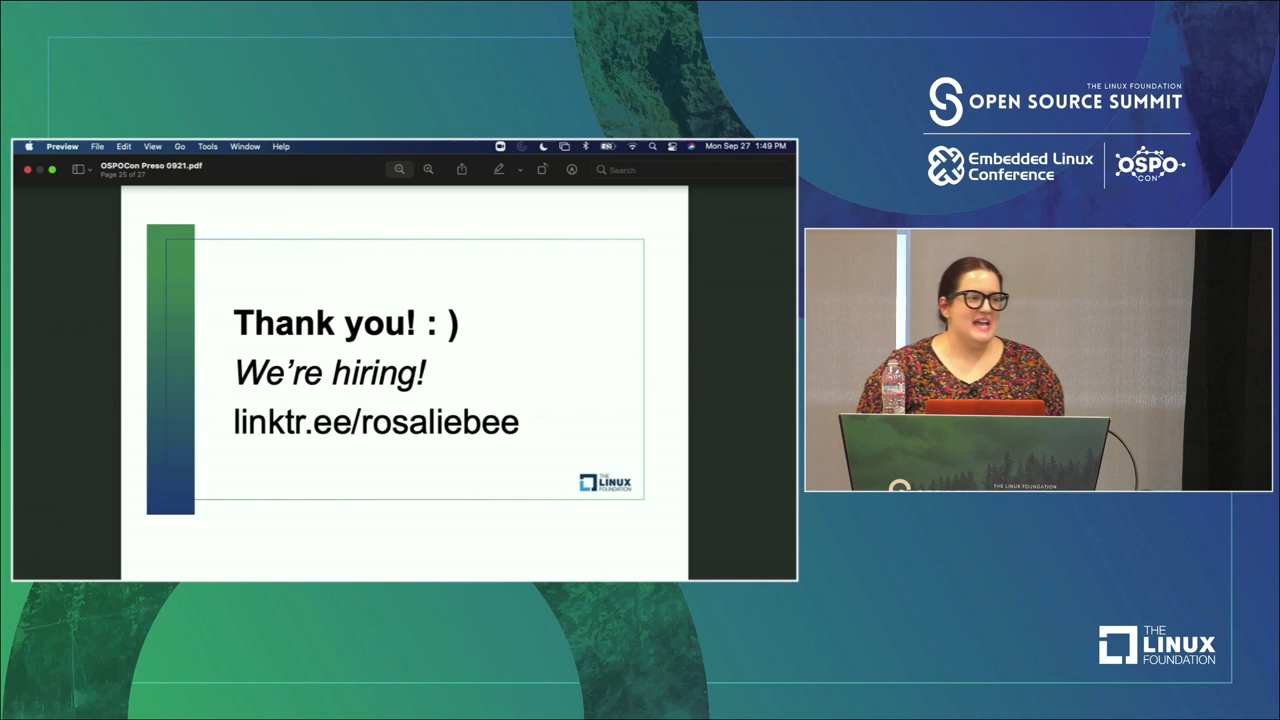 THE LINUX FOUNDATION
OPEN SOURCE SUMMIT
Embedded Linux
Conference
OSPO
CON
Preview File Edit View Go Tools Window Help
Mon Sep 27 1:49 PM
OSPOCon Preso 0921.pdf
Page 25 of 27
Search
Thank you! : )
We're hiring!
linktr.ee/rosaliebee
THE
LINUX
FOUNDATION
THE LINUX FOUNDATION
THE
LINUX
FOUNDATION